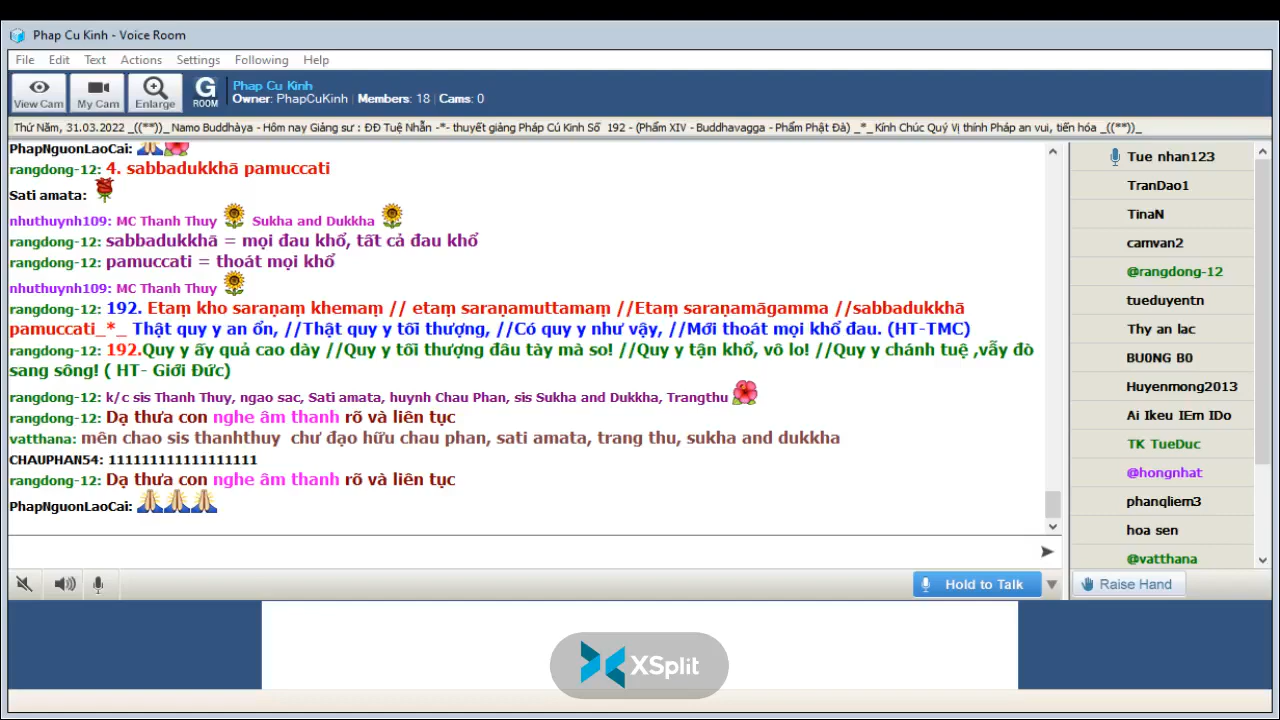 Phap Cu Kinh - Voice Room
File Edit Text Actions Settings Following Help
View Cam My Cam Enlarge G ROOM
Phap Cu Kinh
Owner: PhapCuKinh | Members: 18 | Cams: 0
Thứ Năm, 31.03.2022 _((**))_ Namo Buddhàya - Hôm nay Giảng sư : ĐĐ Tuệ Nhẫn -*- thuyết giảng Pháp Cú Kinh Số 192 - (Phẩm XIV - Buddhavagga - Phẩm Phật Đà) _*_ Kính Chúc Quý Vị thính Pháp an vui, tiến hóa _((**))_
PhapNguonLaoCai:
rangdong-12: 4. sabbadukkhā pamuccati
Sati amata:
nhuthuynh109: MC Thanh Thuy Sukha and Dukkha
rangdong-12: sabbadukkhā = mọi đau khổ, tất cả đau khổ
rangdong-12: pamuccati = thoát mọi khổ
nhuthuynh109: MC Thanh Thuy
rangdong-12: 192. Etaṃ kho saraṇaṃ khemaṃ // etaṃ saraṇamuttamaṃ //Etaṃ saraṇamāgamma //sabbadukkhā
pamuccati_*_ Thật quy y an ổn, //Thật quy y tối thượng, //Có quy y như vậy, //Mới thoát mọi khổ đau. (HT-TMC)
rangdong-12: 192.Quy y ấy quả cao dày //Quy y tối thượng đâu tày mà so! //Quy y tận khổ, vô lo! //Quy y chánh tuệ ,vẫy đò
sang sông! ( HT- Giới Đức)
rangdong-12: k/c sis Thanh Thuy, ngao sac, Sati amata, huynh Chau Phan, sis Sukha and Dukkha, Trangthu
rangdong-12: Dạ thưa con nghe âm thanh rõ và liên tục
vatthana: mên chao sis thanhthuy chư đạo hữu chau phan, sati amata, trang thu, sukha and dukkha
CHAUPHAN54: 111111111111111111
rangdong-12: Dạ thưa con nghe âm thanh rõ và liên tục
PhapNguonLaoCai:
Hold to Talk
Tue nhan123
TranDao1
TinaN
camvan2
@rangdong-12
tueduyentn
Thy an lac
BU0NG B0
Huyenmong2013
Ai Ikeu IEm IDo
TK TueDuc
@hongnhat
phanqliem3
hoa sen
@vatthana
Raise Hand
XSplit